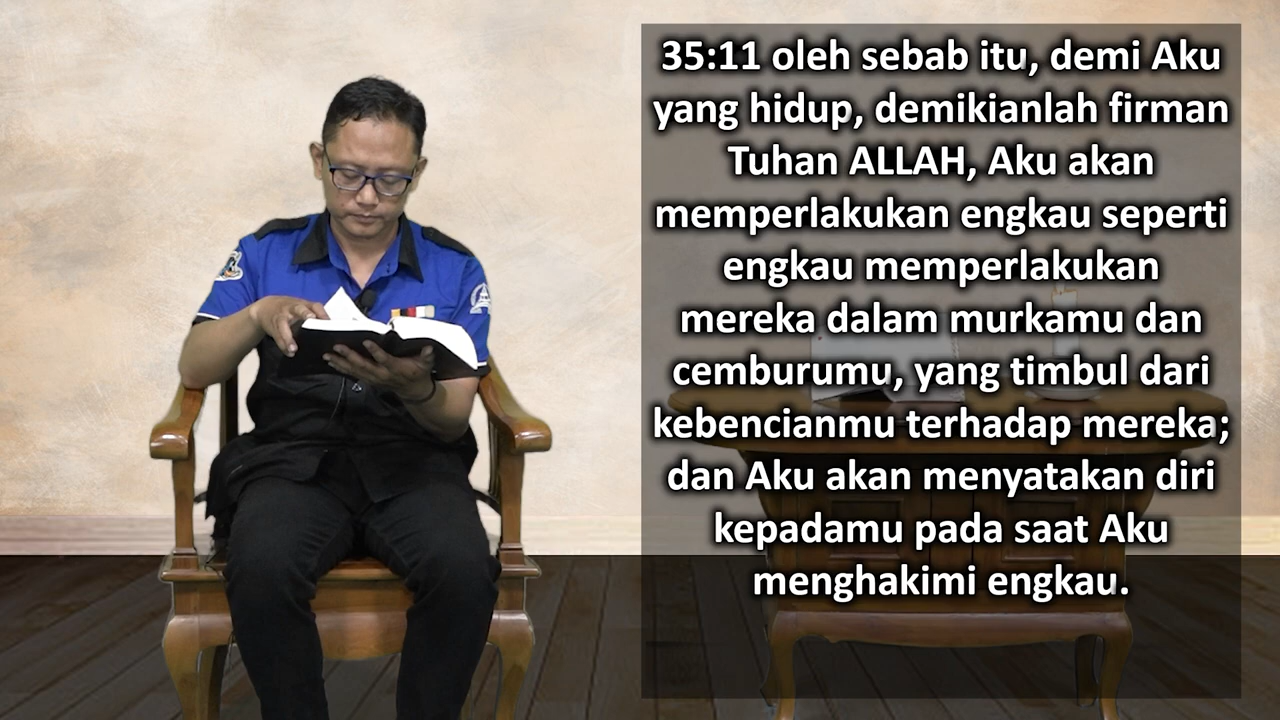 35:11 oleh sebab itu, demi Aku
yang hidup, demikianlah firman
Tuhan ALLAH, Aku akan
memperlakukan engkau seperti
engkau memperlakukan
mereka dalam murkamu dan
cemburumu, yang timbul dari
kebencianmu terhadap mereka;
dan Aku akan menyatakan diri
kepadamu pada saat Aku
menghakimi engkau.